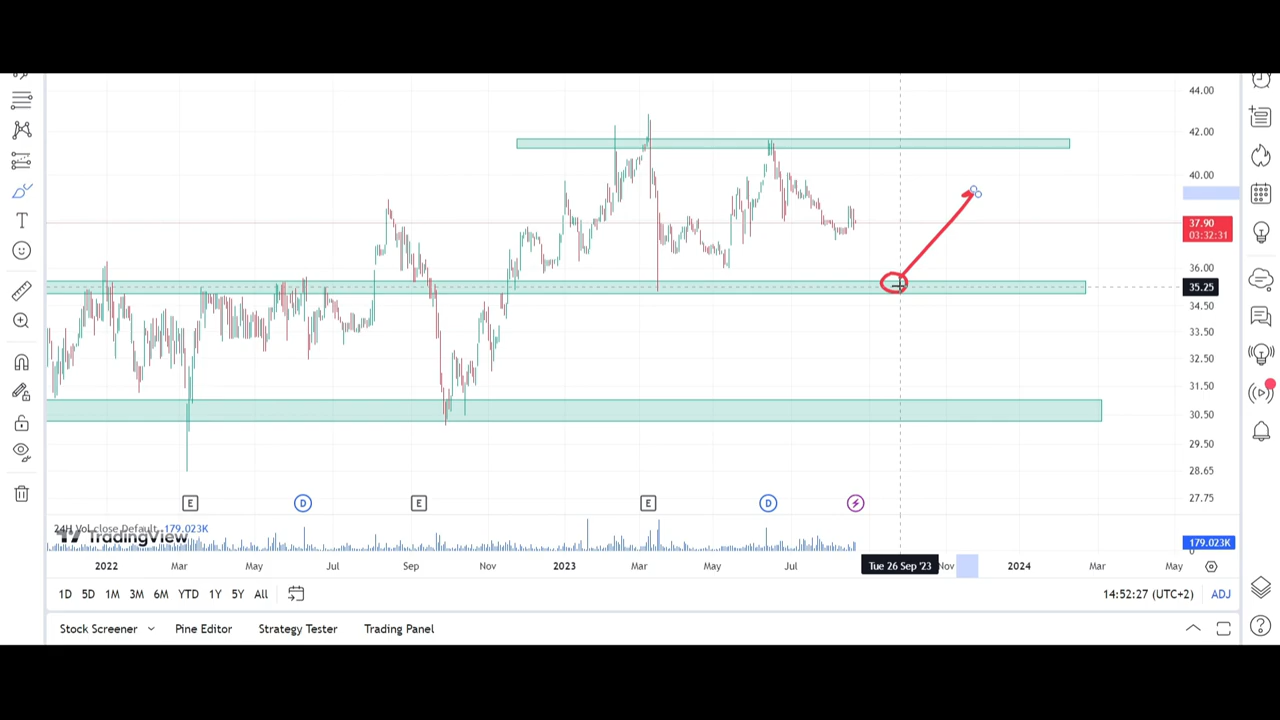 44.00
42.00
40.00
37.90
03:32:31
36.00
35.25
34.50
33.50
32.50
31.50
30.50
29.50
28.65
27.75
E
D
E
E
D
24H Vol close Default 179.023K
TradingView
179.023K
0
2022 Mar May Jul Sep Nov 2023 Mar May Jul Tue 26 Sep '23 Nov 2024 Mar May
1D 5D 1M 3M 6M YTD 1Y 5Y All 14:52:27 (UTC+2) ADJ
Stock Screener Pine Editor Strategy Tester Trading Panel